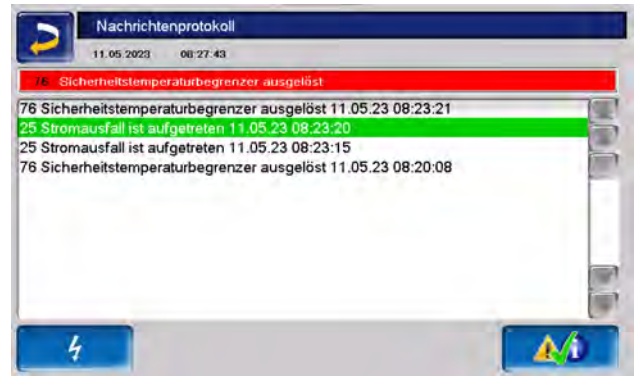 Nachrichtenprotokoll
11.05.2023 08:27:43
76 Sicherheitstemperaturbegrenzer ausgelöst
76 Sicherheitstemperaturbegrenzer ausgelöst 11.05.23 08:23:21
25 Stromausfall ist aufgetreten 11.05.23 08:23:20
25 Stromausfall ist aufgetreten 11.05.23 08:23:15
76 Sicherheitstemperaturbegrenzer ausgelöst 11.05.23 08:20:08